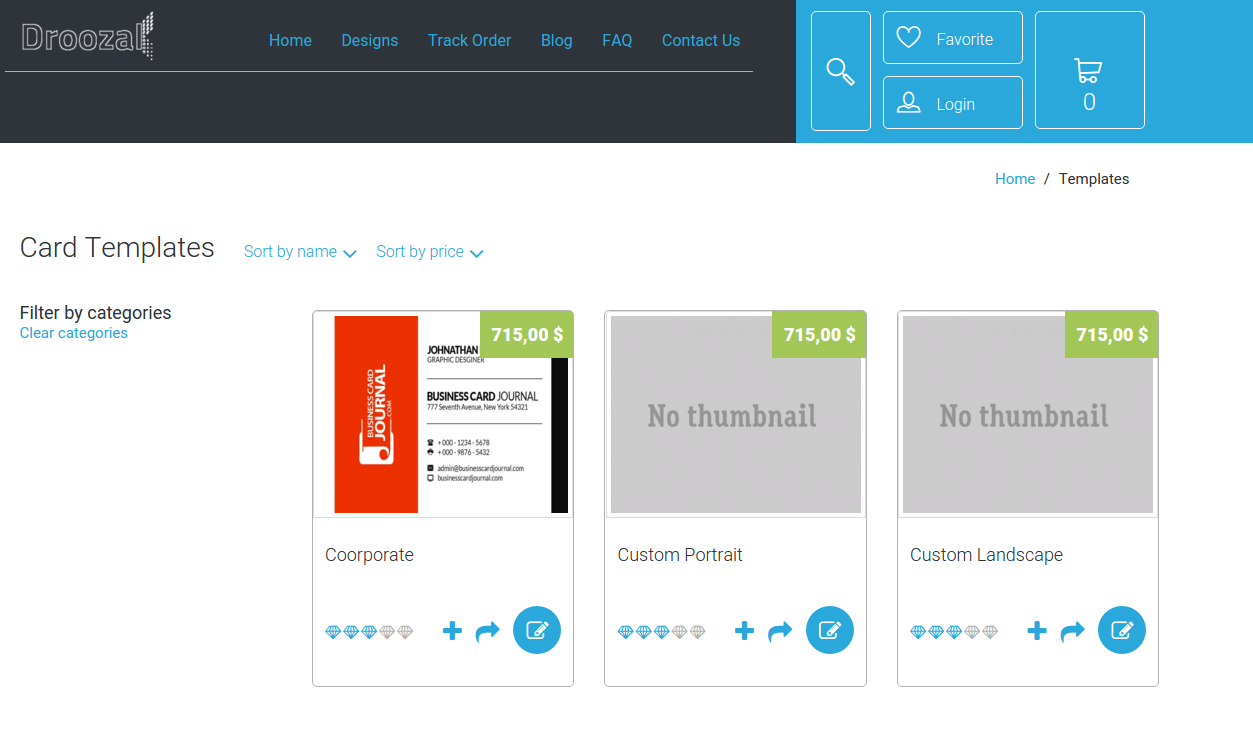 Droozal
Home Designs Track Order Blog FAQ Contact Us
Favorite
Login
0
Home / Templates
Card Templates Sort by name Sort by price
Filter by categories
Clear categories
715,00 $
JOHNATHAN
GRAPHIC DESGINER
BUSINESS CARD
JOURNAL
.COM
BUSINESS CARD JOURNAL
777 Seventh Avenue, New York 54321
+000 - 1234 - 5678
+000 - 9876 - 5432
admin@businesscardjournal.com
businesscardjournal.com
Coorporate
715,00 $
No thumbnail
Custom Portrait
715,00 $
No thumbnail
Custom Landscape